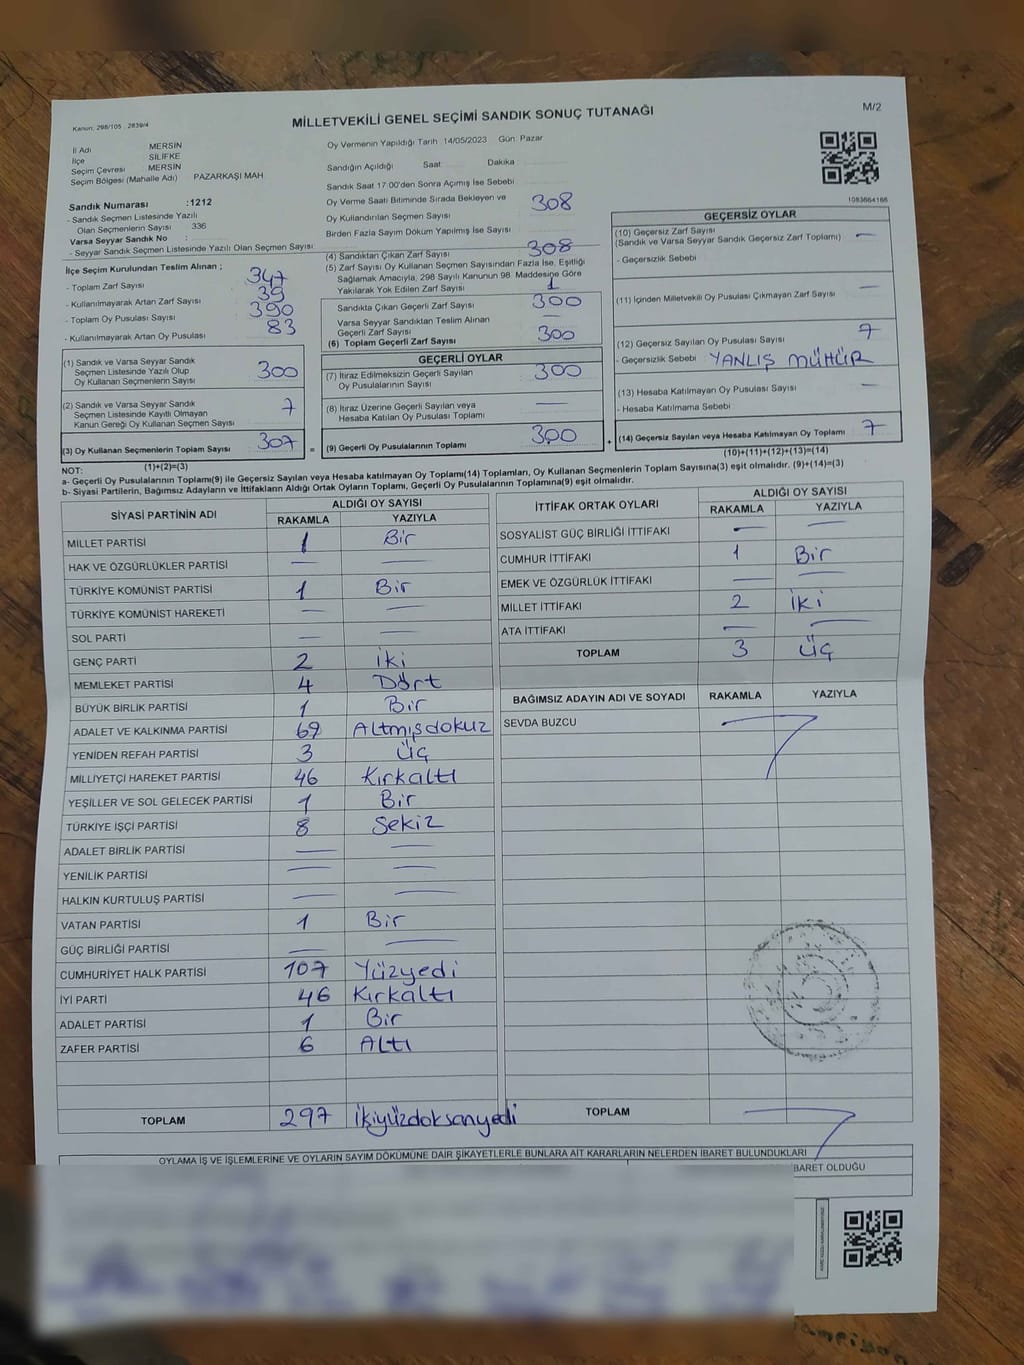 Kanun: 298/105 , 2839/4
MİLLETVEKİLİ GENEL SEÇİMİ SANDIK SONUÇ TUTANAĞI
M/2
İl Adı MERSİN
İlçe SİLİFKE
Seçim Çevresi MERSİN
Seçim Bölgesi (Mahalle Adı) PAZARKAŞI MAH
Sandık Numarası :1212
- Sandık Seçmen Listesinde Yazılı
Olan Seçmenlerin Sayısı 336
Varsa Seyyar Sandık No :
- Seyyar Sandık Seçmen Listesinde Yazılı Olan Seçmen Sayısı:
Oy Vermenin Yapıldığı Tarih 14/05/2023 Gün: Pazar
Sandığın Açıldığı Saat Dakika
Sandık Saat 17:00'den Sonra Açımış İse Sebebi
Oy Verme Saati Bitiminde Sırada Bekleyen ve
Oy Kullandırılan Seçmen Sayısı 308
Birden Fazla Sayım Döküm Yapılmış İse Sayısı
1083664166
İlçe Seçim Kurulundan Teslim Alınan ;
- Toplam Zarf Sayısı 347
- Kullanılmayarak Artan Zarf Sayısı 39
- Toplam Oy Pusulası Sayısı 390
- Kullanılmayarak Artan Oy Pusulası 83
(4) Sandıktan Çıkan Zarf Sayısı 308
(5) Zarf Sayısı Oy Kullanan Seçmen Sayısından Fazla İse, Eşitliği
Sağlamak Amacıyla, 298 Sayılı Kanunun 98. Maddesine Göre
Yakılarak Yok Edilen Zarf Sayısı 1
Sandıkta Çıkan Geçerli Zarf Sayısı 300
Varsa Seyyar Sandıktan Teslim Alınan
Geçerli Zarf Sayısı —
(6) Toplam Geçerli Zarf Sayısı 300
GEÇERSİZ OYLAR
(10) Geçersiz Zarf Sayısı —
(Sandık ve Varsa Seyyar Sandık Geçersiz Zarf Toplamı)
- Geçersizlik Sebebi
(11) İçinden Milletvekili Oy Pusulası Çıkmayan Zarf Sayısı —
(12) Geçersiz Sayılan Oy Pusulası Sayısı 7
- Geçersizlik Sebebi YANLIŞ MÜHÜR
(13) Hesaba Katılmayan Oy Pusulası Sayısı —
- Hesaba Katılmama Sebebi
(14) Geçersiz Sayılan veya Hesaba Katılmayan Oy Toplamı 7
(10)+(11)+(12)+(13)=(14)
(1) Sandık ve Varsa Seyyar Sandık
Seçmen Listesinde Yazılı Olup
Oy Kullanan Seçmenlerin Sayısı 300
(2) Sandık ve Varsa Seyyar Sandık
Seçmen Listesinde Kayıtlı Olmayan
Kanun Gereği Oy Kullanan Seçmen Sayısı 7
(3) Oy Kullanan Seçmenlerin Toplam Sayısı 307 =
(1)+(2)=(3)
GEÇERLİ OYLAR
(7) İtiraz Edilmeksizin Geçerli Sayılan
Oy Pusulalarının Sayısı 300
(8) İtiraz Üzerine Geçerli Sayılan veya
Hesaba Katılan Oy Pusulası Toplamı —
(9) Geçerli Oy Pusulalarının Toplamı 300 +
NOT:
a- Geçerli Oy Pusulalarının Toplamı(9) ile Geçersiz Sayılan veya Hesaba katılmayan Oy Toplamı(14) Toplamları, Oy Kullanan Seçmenlerin Toplam Sayısına(3) eşit olmalıdır. (9)+(14)=(3)
b- Siyasi Partilerin, Bağımsız Adayların ve İttifakların Aldığı Ortak Oyların Toplamı, Geçerli Oy Pusulalarının Toplamına(9) eşit olmalıdır.
SİYASİ PARTİNİN ADI ALDIĞI OY SAYISI
RAKAMLA YAZIYLA
MİLLET PARTİSİ 1 Bir
HAK VE ÖZGÜRLÜKLER PARTİSİ — —
TÜRKİYE KOMÜNİST PARTİSİ 1 Bir
TÜRKİYE KOMÜNİST HAREKETİ — —
SOL PARTİ — —
GENÇ PARTİ 2 İki
MEMLEKET PARTİSİ 4 Dört
BÜYÜK BİRLİK PARTİSİ 1 Bir
ADALET VE KALKINMA PARTİSİ 69 Altmışdokuz
YENİDEN REFAH PARTİSİ 3 Üç
MİLLİYETÇİ HAREKET PARTİSİ 46 Kırkaltı
YEŞİLLER VE SOL GELECEK PARTİSİ 1 Bir
TÜRKİYE İŞÇİ PARTİSİ 8 Sekiz
ADALET BİRLİK PARTİSİ — —
YENİLİK PARTİSİ — —
HALKIN KURTULUŞ PARTİSİ — —
VATAN PARTİSİ 1 Bir
GÜÇ BİRLİĞİ PARTİSİ — —
CUMHURİYET HALK PARTİSİ 107 Yüzyedi
İYİ PARTİ 46 Kırkaltı
ADALET PARTİSİ 1 Bir
ZAFER PARTİSİ 6 Altı
TOPLAM 297 İkiyüzdoksanyedi
İTTİFAK ORTAK OYLARI ALDIĞI OY SAYISI
RAKAMLA YAZIYLA
SOSYALİST GÜÇ BİRLİĞİ İTTİFAKI — —
CUMHUR İTTİFAKI 1 Bir
EMEK VE ÖZGÜRLÜK İTTİFAKI — —
MİLLET İTTİFAKI 2 İki
ATA İTTİFAKI — —
TOPLAM 3 Üç
BAĞIMSIZ ADAYIN ADI VE SOYADI RAKAMLA YAZIYLA
SEVDA BUZCU
TOPLAM
OYLAMA İŞ VE İŞLEMLERİNE VE OYLARIN SAYIM DÖKÜMÜNE DAİR ŞİKAYETLERLE BUNLARA AİT KARARLARIN NELERDEN İBARET BULUNDUKLARI
İBARET OLDUĞU